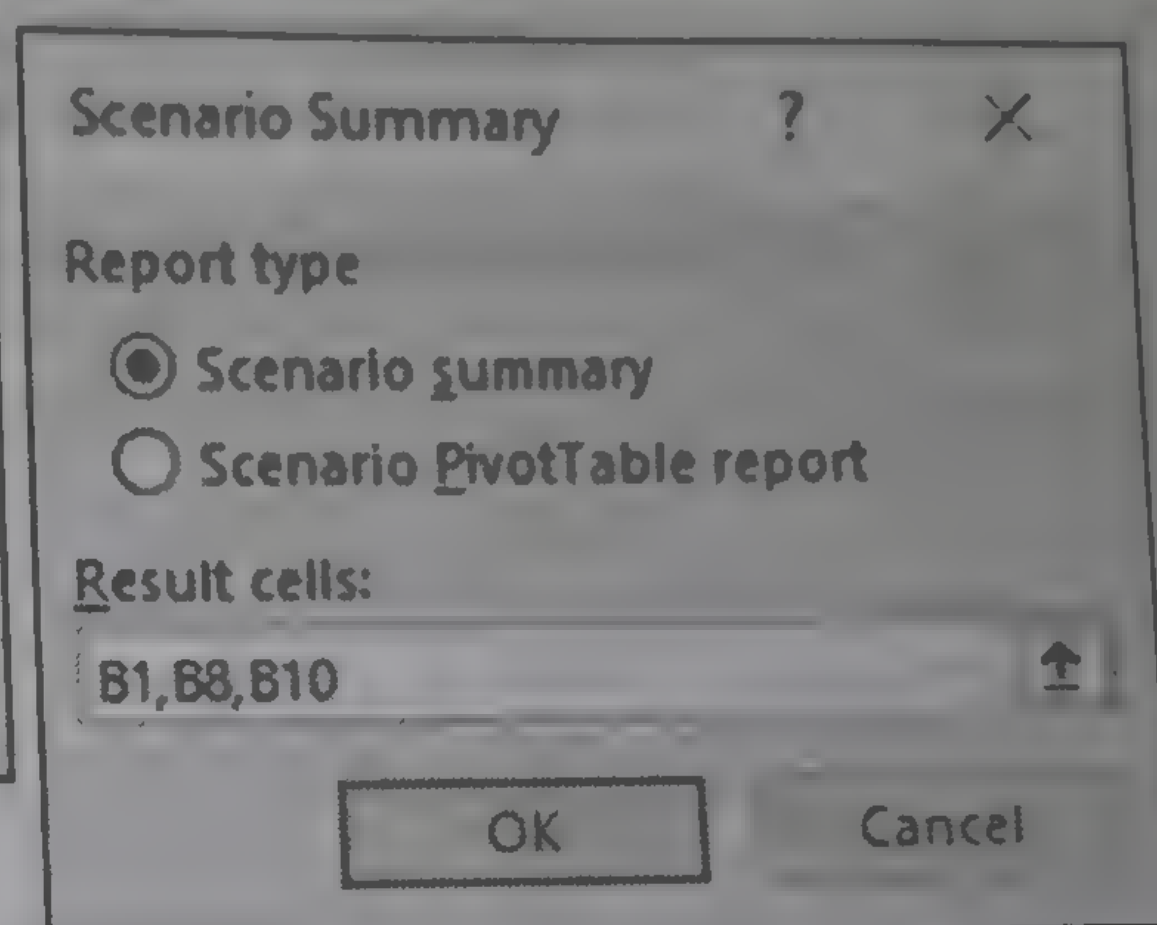 Scenario Summary ?
Report type
Scenario summary
Scenario PivotTable report
Result cells:
B1,B8,B10
OK Cancel